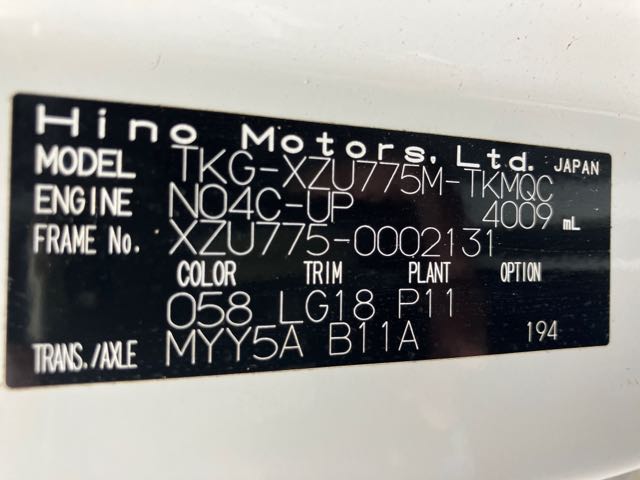 Hino Motors, Ltd. JAPAN
MODEL TKG-XZU775M-TKMQC
ENGINE N04C-UP 4009 mL
FRAME No. XZU775-0002131
COLOR TRIM PLANT OPTION
058 LG18 P11
TRANS./AXLE MYY5A B11A 194